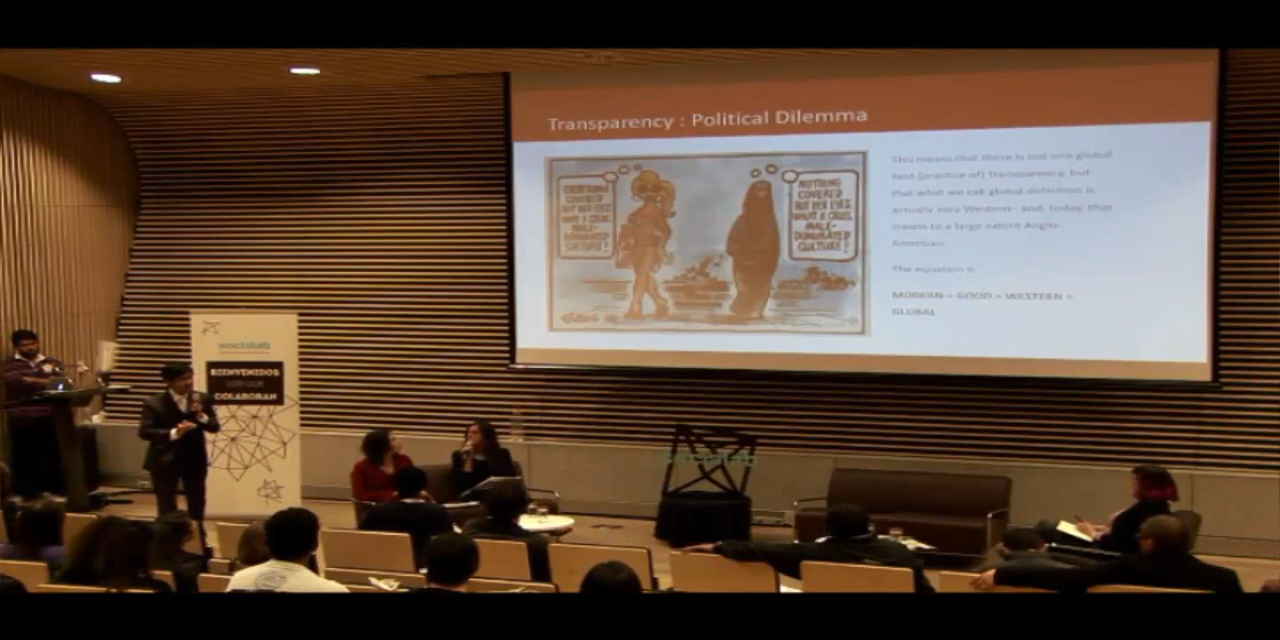 Transparency : Political Dilemma
EVERYTHING
COVERED
BUT HER EYES
WHAT A CRUEL
MALE-
DOMINATED
CULTURE!
NOTHING
COVERED
BUT HER EYES
WHAT A CRUEL
MALE-
DOMINATED
CULTURE!
This means that there is not one global
best (practice of) Transparency, but
that what we call global definition is
actually very Western– and, today, that
means to a large extent Anglo-
American.
The equation is
MODERN = GOOD = WESTERN =
GLOBAL
socialab
BIENVENIDOS
LOS QUE
COLABORAN
socialab